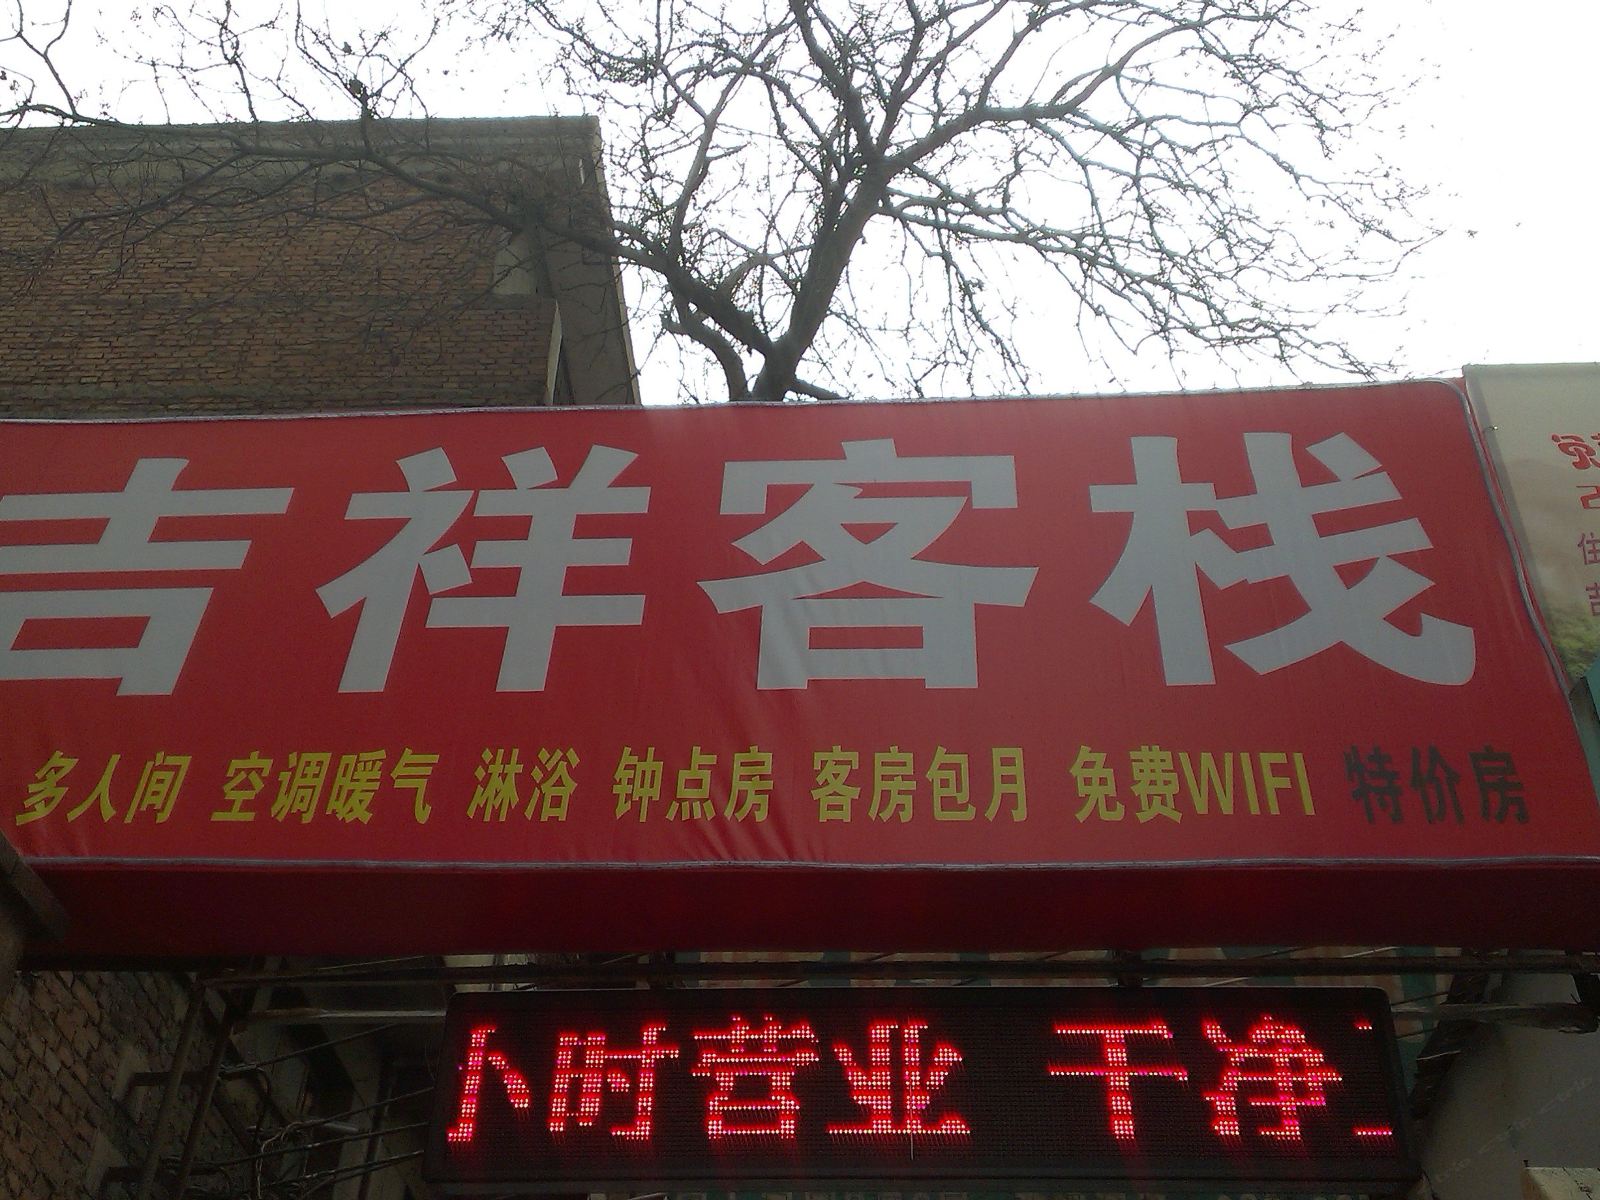 吉祥客栈
多人间 空调暖气 淋浴 钟点房 客房包月 免费WIFI 特价房
小时营业 干净
住